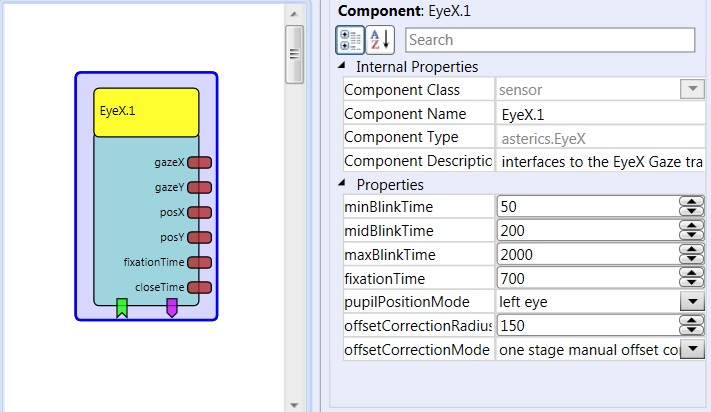 EyeX.1
gazeX
gazeY
posX
posY
fixationTime
closeTime
Component: EyeX.1
Search
Internal Properties
Component Class sensor
Component Name EyeX.1
Component Type asterics.EyeX
Component Descriptic interfaces to the EyeX Gaze tra
Properties
minBlinkTime 50
midBlinkTime 200
maxBlinkTime 2000
fixationTime 700
pupilPositionMode left eye
offsetCorrectionRadius 150
offsetCorrectionMode one stage manual offset co